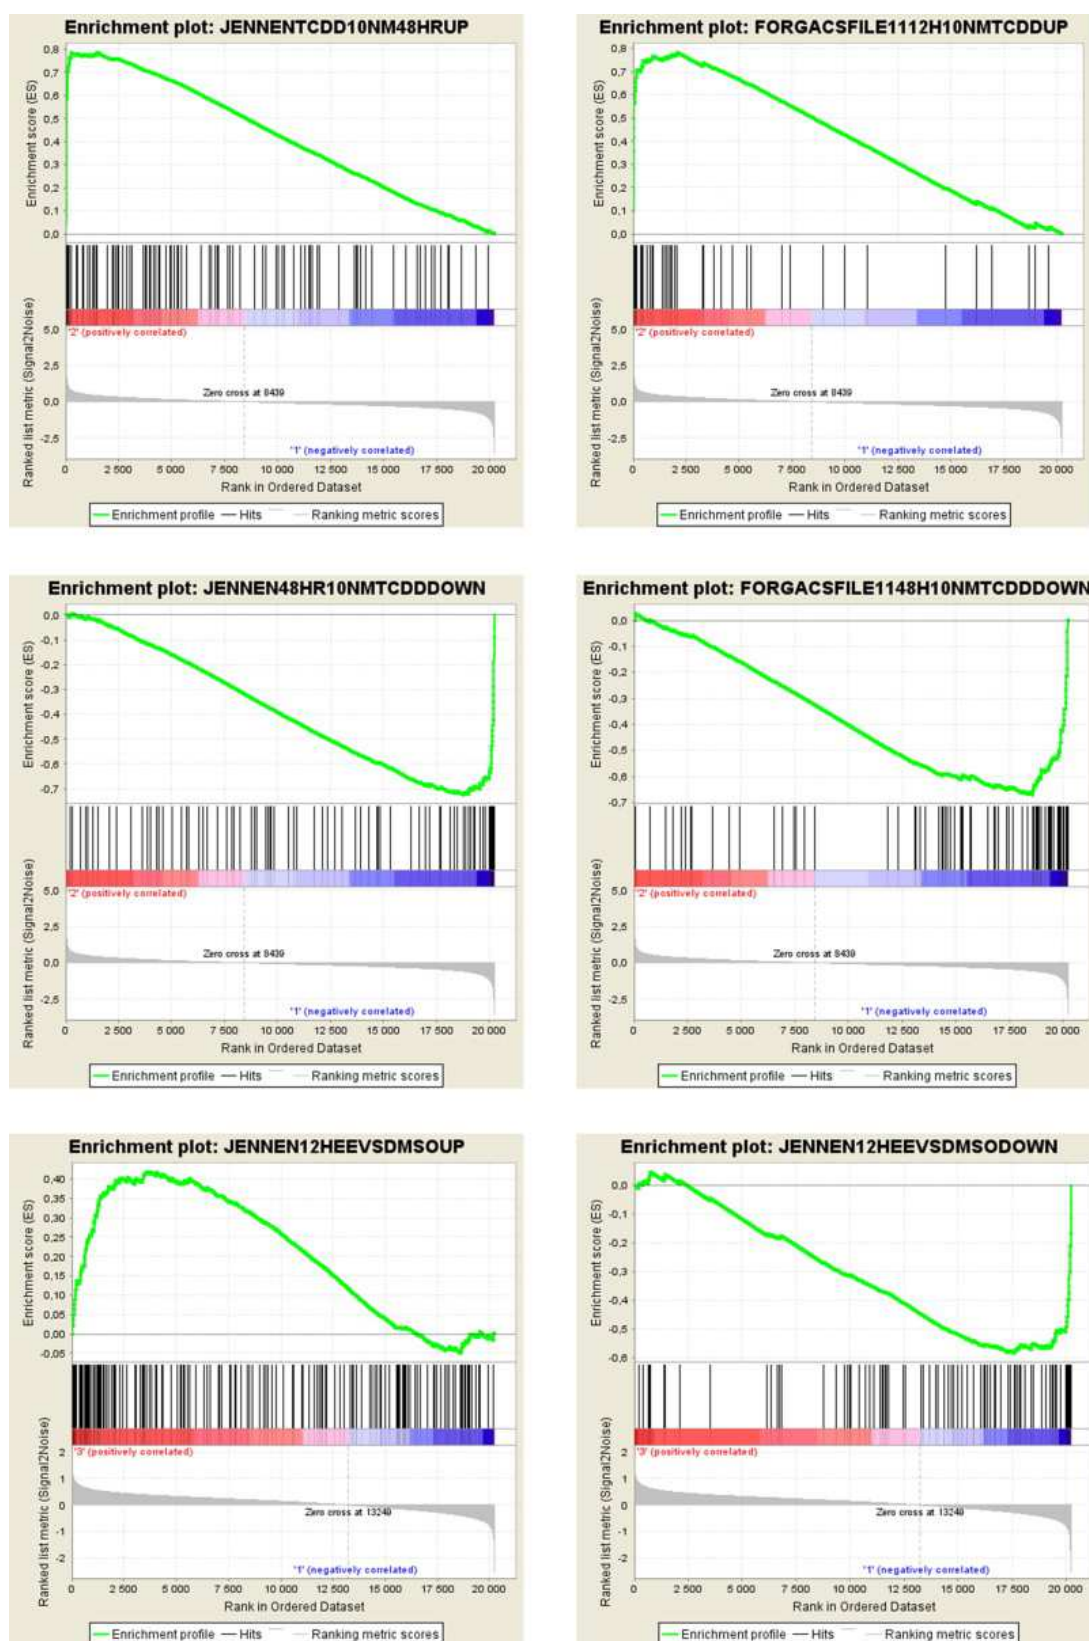 Enrichment plot: JENNENTCDD10NM48HRUP
Enrichment score (ES)
0,8
0,7
0,6
0,5
0,4
0,3
0,2
0,1
0,0
Ranked list metric (Signal2Noise)
5,0
'2' (positively correlated)
2,5
Zero cross at 8439
0,0
-2,5
'1' (negatively correlated)
0 2 500 5 000 7 500 10 000 12 500 15 000 17 500 20 000
Rank in Ordered Dataset
Enrichment profile Hits Ranking metric scores
Enrichment plot: FORGACSFILE1112H10NMTCDDUP
Enrichment score (ES)
0,8
0,7
0,6
0,5
0,4
0,3
0,2
0,1
0,0
Ranked list metric (Signal2Noise)
5,0
'2' (positively correlated)
2,5
Zero cross at 8439
0,0
-2,5
'1' (negatively correlated)
0 2 500 5 000 7 500 10 000 12 500 15 000 17 500 20 000
Rank in Ordered Dataset
Enrichment profile Hits Ranking metric scores
Enrichment plot: JENNEN48HR10NMTCDDDOWN
Enrichment score (ES)
0,0
-0,1
-0,2
-0,3
-0,4
-0,5
-0,6
-0,7
Ranked list metric (Signal2Noise)
5,0
'2' (positively correlated)
2,5
Zero cross at 8439
0,0
-2,5
'1' (negatively correlated)
0 2 500 5 000 7 500 10 000 12 500 15 000 17 500 20 000
Rank in Ordered Dataset
Enrichment profile Hits Ranking metric scores
Enrichment plot: FORGACSFILE1148H10NMTCDDDOWN
Enrichment score (ES)
0,0
-0,1
-0,2
-0,3
-0,4
-0,5
-0,6
-0,7
Ranked list metric (Signal2Noise)
5,0
'2' (positively correlated)
2,5
Zero cross at 8439
0,0
-2,5
'1' (negatively correlated)
0 2 500 5 000 7 500 10 000 12 500 15 000 17 500 20 000
Rank in Ordered Dataset
Enrichment profile Hits Ranking metric scores
Enrichment plot: JENNEN12HEEVSDMSOUP
Enrichment score (ES)
0,40
0,35
0,30
0,25
0,20
0,15
0,10
0,05
0,00
-0,05
Ranked list metric (Signal2Noise)
2
'3' (positively correlated)
1
0
Zero cross at 13249
-1
-2
'1' (negatively correlated)
0 2 500 5 000 7 500 10 000 12 500 15 000 17 500 20 000
Rank in Ordered Dataset
Enrichment profile Hits Ranking metric scores
Enrichment plot: JENNEN12HEEVSDMSODOWN
Enrichment score (ES)
0,0
-0,1
-0,2
-0,3
-0,4
-0,5
-0,6
Ranked list metric (Signal2Noise)
2
'3' (positively correlated)
1
0
Zero cross at 13249
-1
-2
'1' (negatively correlated)
0 2 500 5 000 7 500 10 000 12 500 15 000 17 500 20 000
Rank in Ordered Dataset
Enrichment profile Hits Ranking metric scores